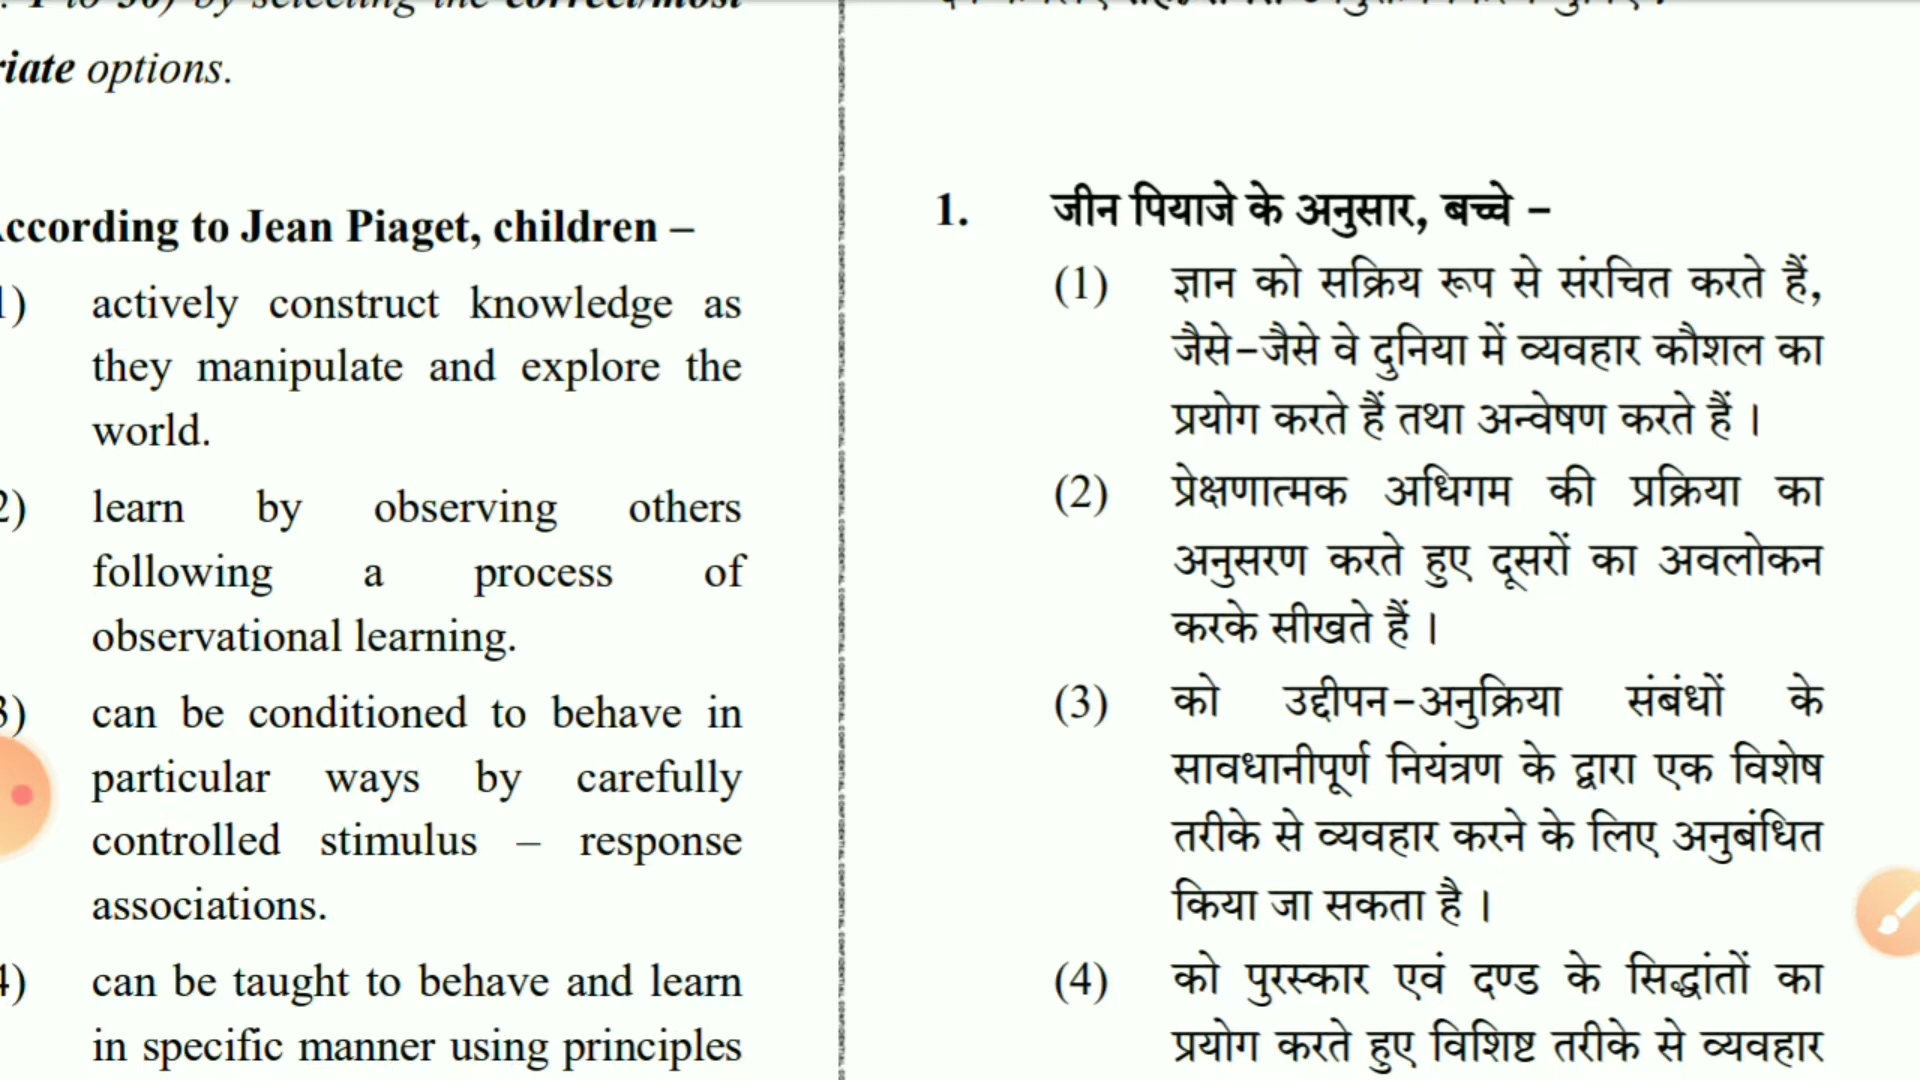 riate options.
According to Jean Piaget, children –
1) actively construct knowledge as
they manipulate and explore the
world.
2) learn by observing others
following a process of
observational learning.
3) can be conditioned to behave in
particular ways by carefully
controlled stimulus – response
associations.
4) can be taught to behave and learn
in specific manner using principles
1. जीन पियाजे के अनुसार, बच्चे –
(1) ज्ञान को सक्रिय रूप से संरचित करते हैं,
जैसे-जैसे वे दुनिया में व्यवहार कौशल का
प्रयोग करते हैं तथा अन्वेषण करते हैं ।
(2) प्रेक्षणात्मक अधिगम की प्रक्रिया का
अनुसरण करते हुए दूसरों का अवलोकन
करके सीखते हैं ।
(3) को उद्दीपन-अनुक्रिया संबंधों के
सावधानीपूर्ण नियंत्रण के द्वारा एक विशेष
तरीके से व्यवहार करने के लिए अनुबंधित
किया जा सकता है ।
(4) को पुरस्कार एवं दण्ड के सिद्धांतों का
प्रयोग करते हुए विशिष्ट तरीके से व्यवहार